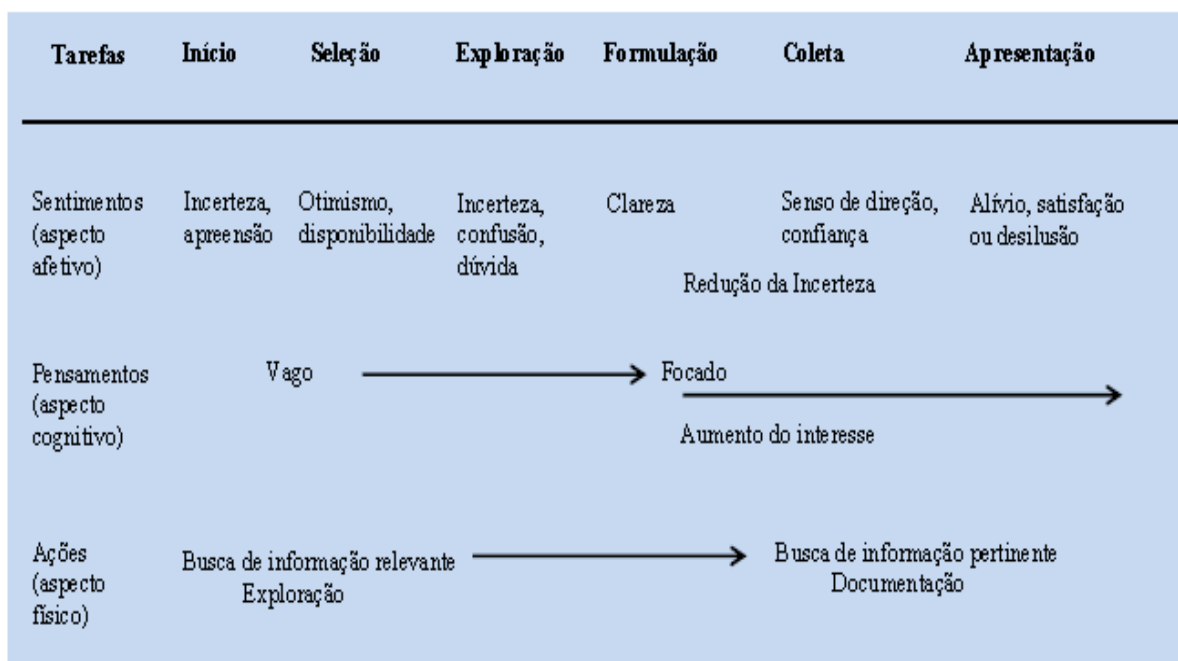 Tarefas Início Seleção Exploração Formulação Coleta Apresentação
Sentimentos (aspecto afetivo)
Incerteza, apreensão
Otimismo, disponibilidade
Incerteza, confusão, dúvida
Clareza
Senso de direção, confiança
Alívio, satisfação ou desilusão
Redução da Incerteza
Pensamentos (aspecto cognitivo)
Vago
Focado
Aumento do interesse
Ações (aspecto físico)
Busca de informação relevante
Exploração
Busca de informação pertinente
Documentação